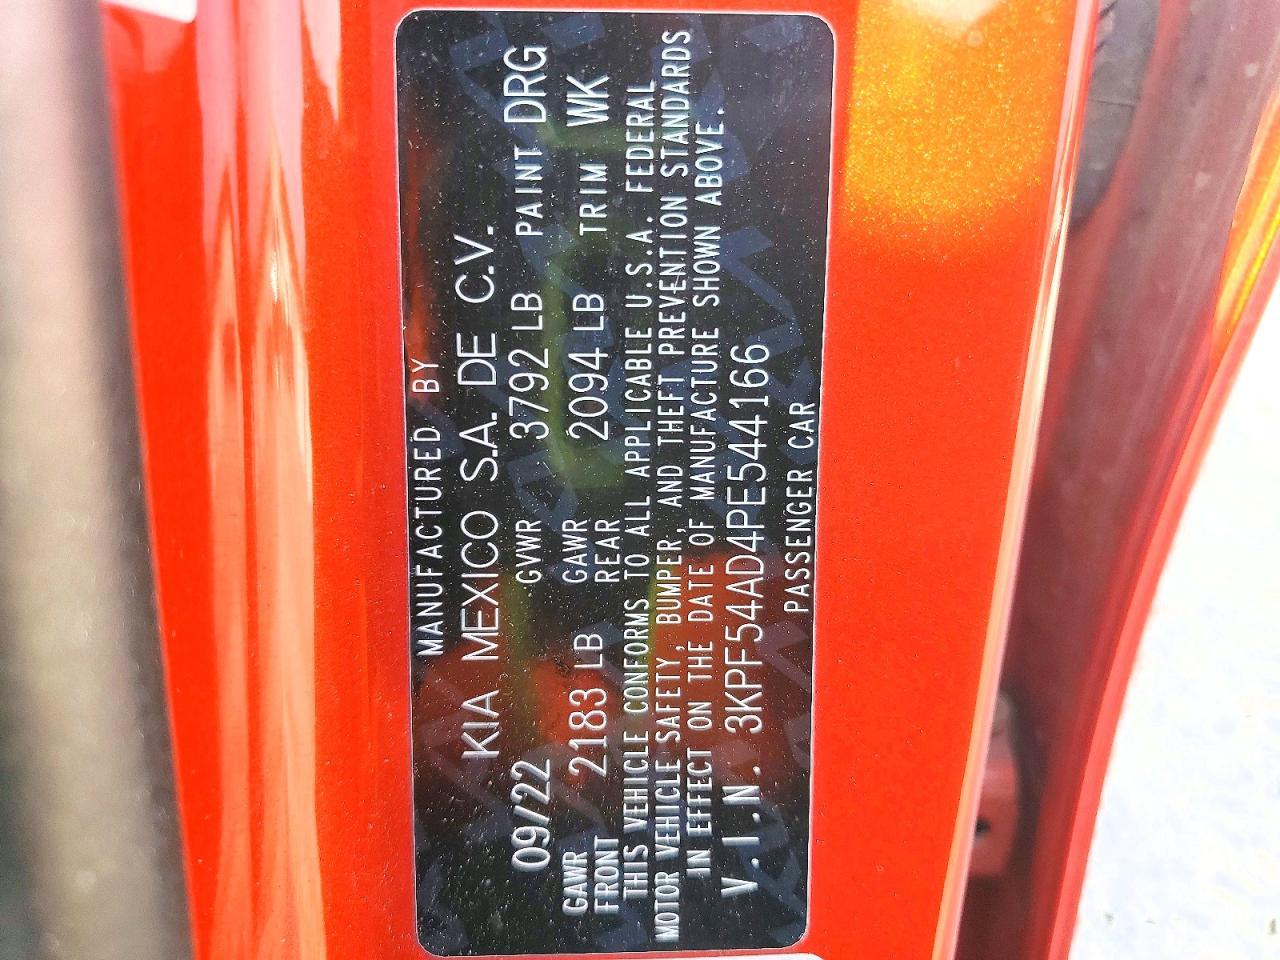 MANUFACTURED BY
KIA MEXICO S.A. DE C.V.
09/22 GVWR 3792 LB PAINT DRG
GAWR FRONT 2183 LB GAWR REAR 2094 LB TRIM WK
THIS VEHICLE CONFORMS TO ALL APPLICABLE U.S.A. FEDERAL
MOTOR VEHICLE SAFETY, BUMPER, AND THEFT PREVENTION STANDARDS
IN EFFECT ON THE DATE OF MANUFACTURE SHOWN ABOVE.
V.I.N. 3KPF54AD4PE544166
PASSENGER CAR